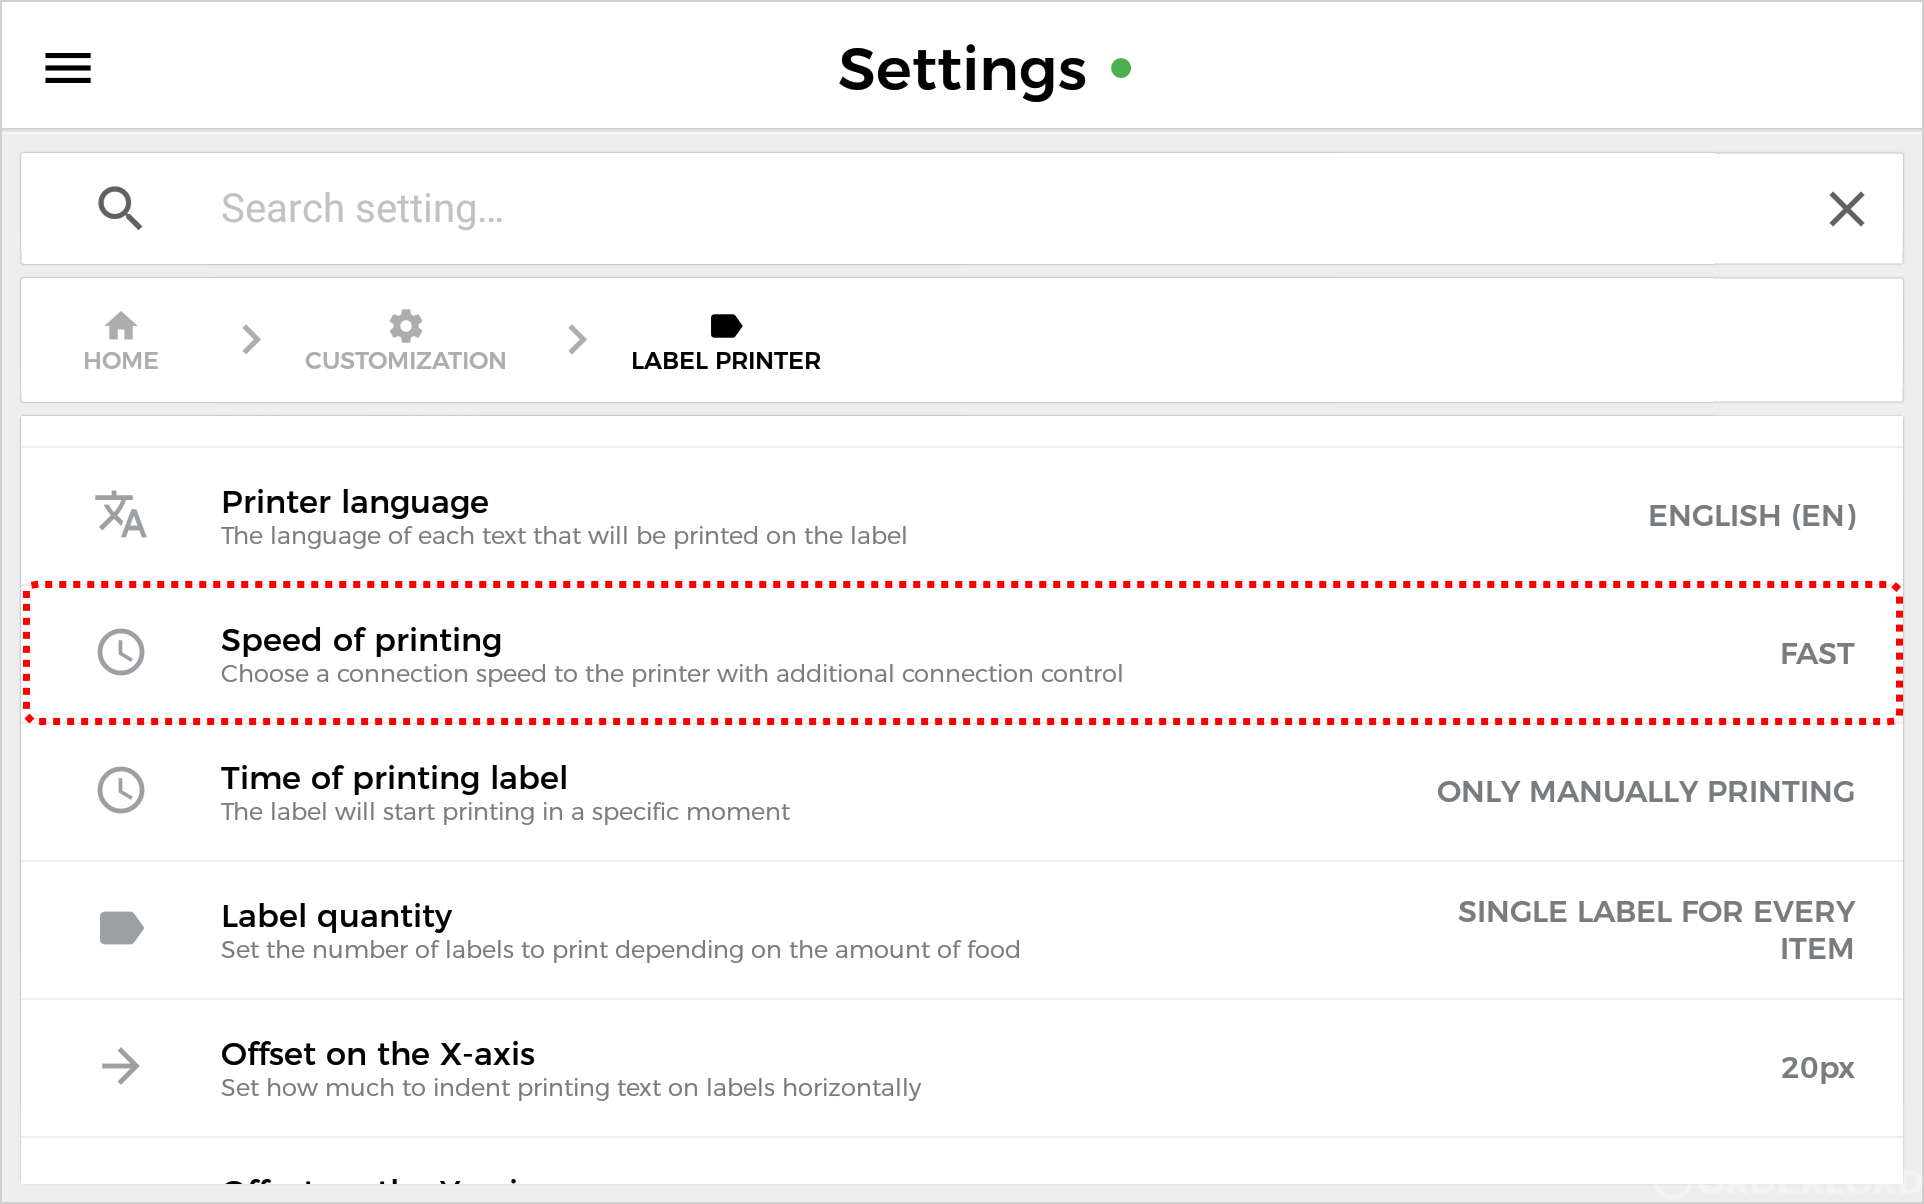 Settings
Search setting...
HOME
CUSTOMIZATION
LABEL PRINTER
Printer language
The language of each text that will be printed on the label
ENGLISH (EN)
Speed of printing
Choose a connection speed to the printer with additional connection control
FAST
Time of printing label
The label will start printing in a specific moment
ONLY MANUALLY PRINTING
Label quantity
Set the number of labels to print depending on the amount of food
SINGLE LABEL FOR EVERY
ITEM
Offset on the X-axis
Set how much to indent printing text on labels horizontally
20px